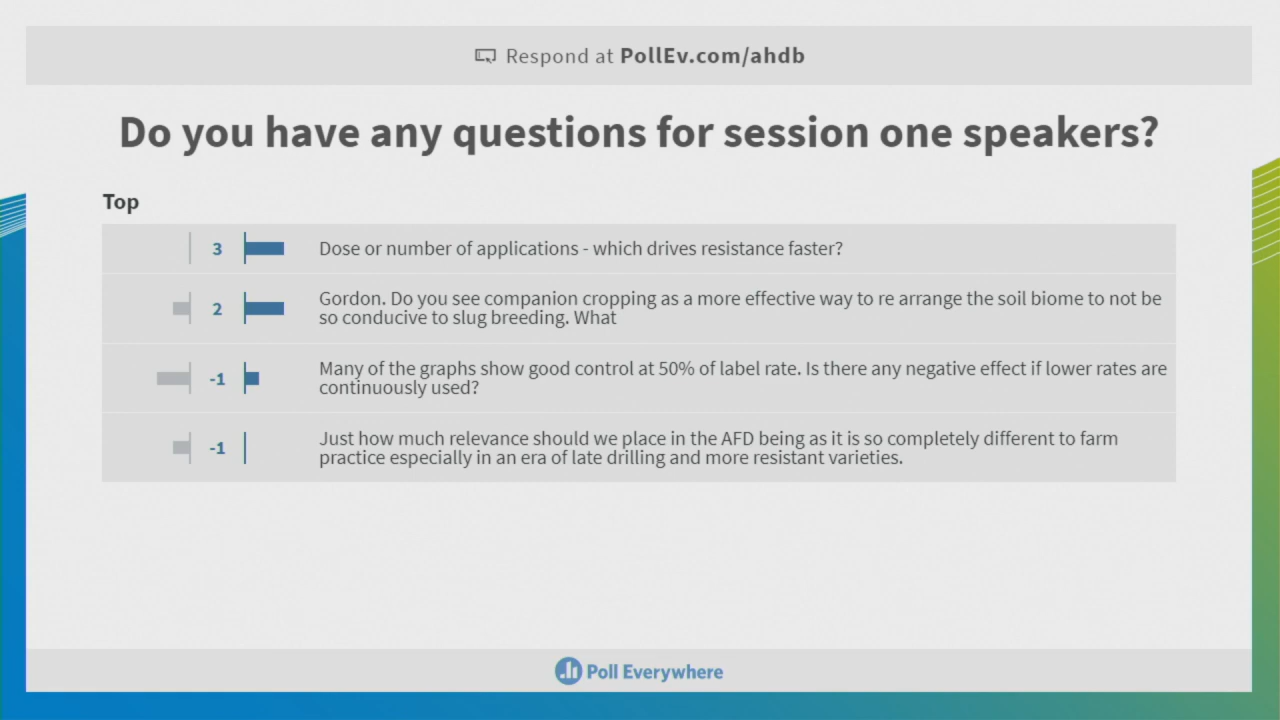 Respond at PollEv.com/ahdb
Do you have any questions for session one speakers?
Top
3 Dose or number of applications - which drives resistance faster?
2 Gordon. Do you see companion cropping as a more effective way to re arrange the soil biome to not be
so conducive to slug breeding. What
-1 Many of the graphs show good control at 50% of label rate. Is there any negative effect if lower rates are
continuously used?
-1 Just how much relevance should we place in the AFD being as it is so completely different to farm
practice especially in an era of late drilling and more resistant varieties.
Poll Everywhere